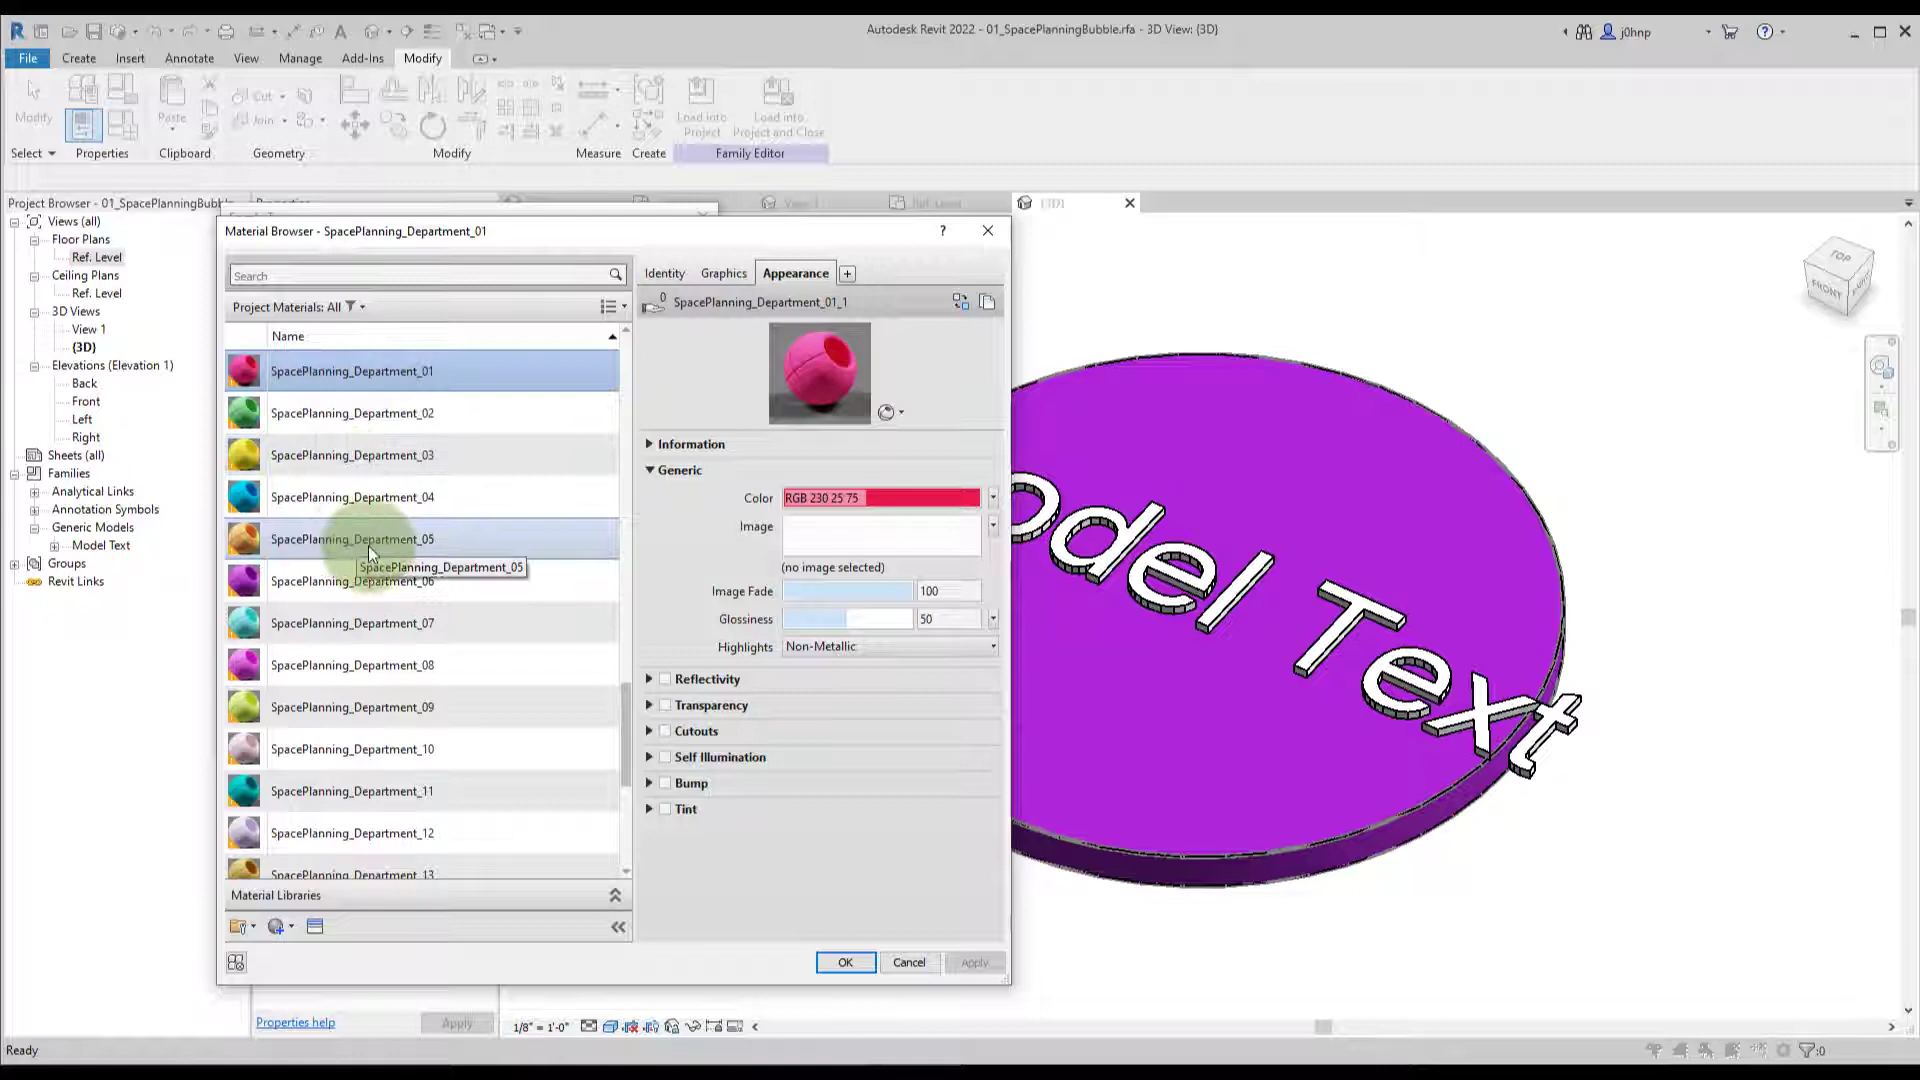 Autodesk Revit 2022 - 01_SpacePlanningBubble.rfa - 3D View: {3D}
j0hnp
File Create Insert Annotate View Manage Add-Ins Modify
Modify
Paste
Cut
Join
Load into Project
Load into Project and Close
Select Properties Clipboard Geometry Modify Measure Create Family Editor
Project Browser - 01_SpacePlanningBubble
Views (all)
Floor Plans
Ref. Level
Ceiling Plans
Ref. Level
3D Views
View 1
{3D}
Elevations (Elevation 1)
Back
Front
Left
Right
Sheets (all)
Families
Analytical Links
Annotation Symbols
Generic Models
Model Text
Groups
Revit Links
Material Browser - SpacePlanning_Department_01
?
Search
Project Materials: All
Name
SpacePlanning_Department_01
SpacePlanning_Department_02
SpacePlanning_Department_03
SpacePlanning_Department_04
SpacePlanning_Department_05
SpacePlanning_Department_05
SpacePlanning_Department_06
SpacePlanning_Department_07
SpacePlanning_Department_08
SpacePlanning_Department_09
SpacePlanning_Department_10
SpacePlanning_Department_11
SpacePlanning_Department_12
SpacePlanning_Department_13
Material Libraries
Identity Graphics Appearance +
0 SpacePlanning_Department_01_1
Information
Generic
Color RGB 230 25 75
Image
(no image selected)
Image Fade 100
Glossiness 50
Highlights Non-Metallic
Reflectivity
Transparency
Cutouts
Self Illumination
Bump
Tint
OK Cancel Apply
odel Text
TOP
FRONT
Properties help Apply
1/8" = 1'-0"
Ready
:0